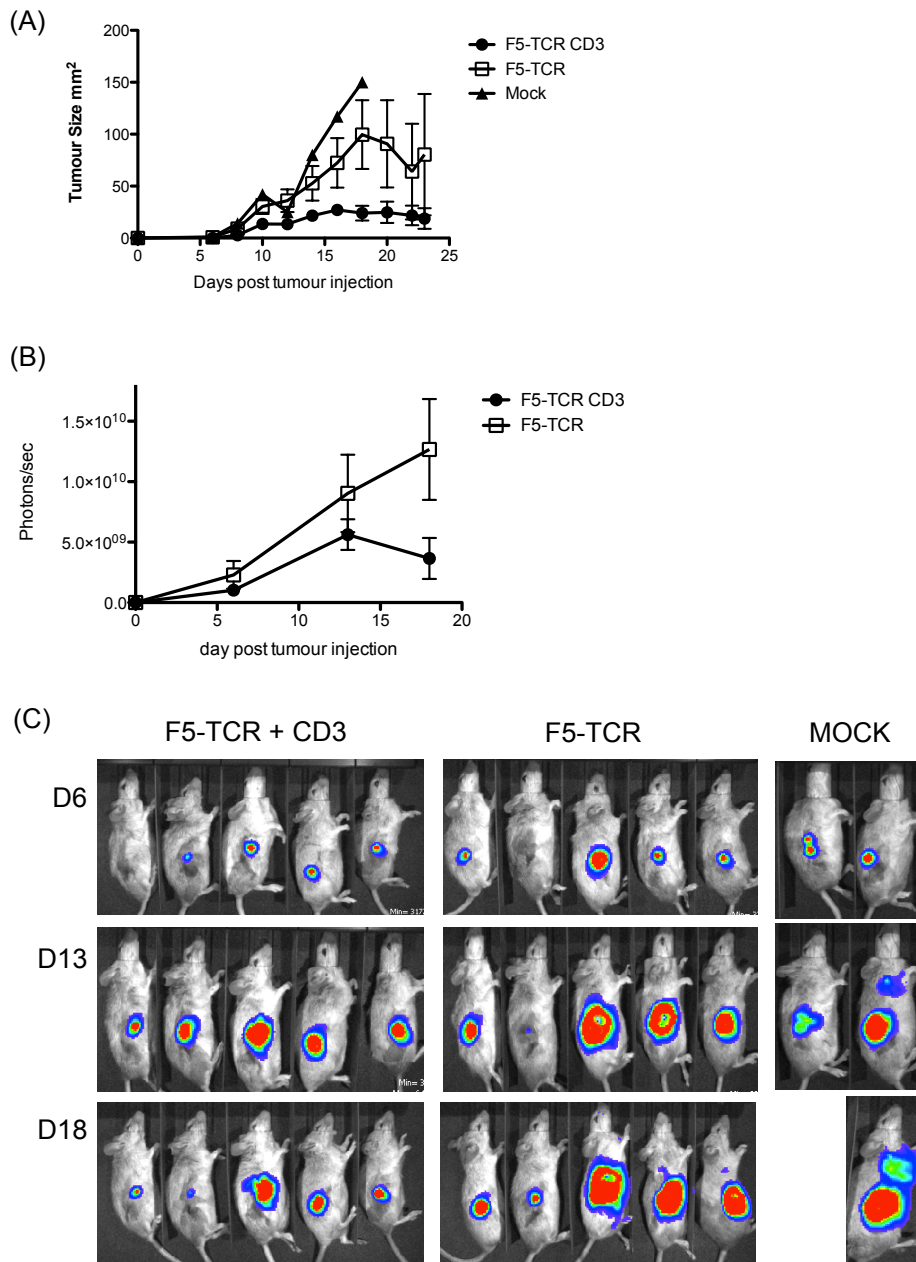 (A)
200
150
100
50
0
Tumour Size mm²
0 5 10 15 20 25
Days post tumour injection
F5-TCR CD3
F5-TCR
Mock
(B)
1.5×10¹⁰
1.0×10¹⁰
5.0×10⁰⁹
0.0
Photons/sec
0 5 10 15 20
day post tumour injection
F5-TCR CD3
F5-TCR
(C)
F5-TCR + CD3 F5-TCR MOCK
D6
D13
D18